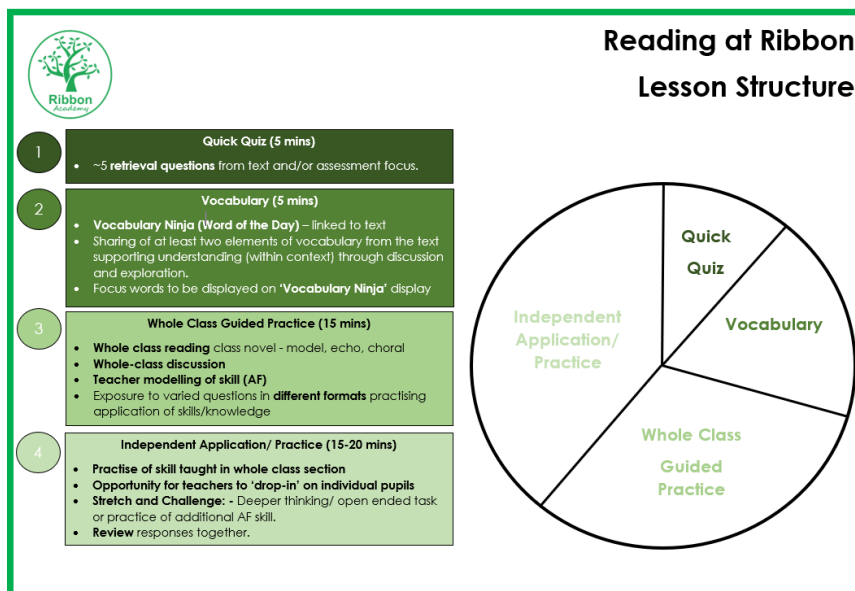 Reading at Ribbon
Lesson Structure
Ribbon
Academy
1
Quick Quiz (5 mins)
• ~5 retrieval questions from text and/or assessment focus.
2
Vocabulary (5 mins)
• Vocabulary Ninja (Word of the Day) – linked to text
• Sharing of at least two elements of vocabulary from the text
supporting understanding (within context) through discussion
and exploration.
• Focus words to be displayed on ‘Vocabulary Ninja’ display
3
Whole Class Guided Practice (15 mins)
• Whole class reading class novel - model, echo, choral
• Whole-class discussion
• Teacher modelling of skill (AF)
• Exposure to varied questions in different formats practising
application of skills/knowledge
4
Independent Application/ Practice (15-20 mins)
• Practise of skill taught in whole class section
• Opportunity for teachers to ‘drop-in’ on individual pupils
• Stretch and Challenge: - Deeper thinking/ open ended task
or practice of additional AF skill.
• Review responses together.
Quick
Quiz
Vocabulary
Whole Class
Guided
Practice
Independent
Application/
Practice